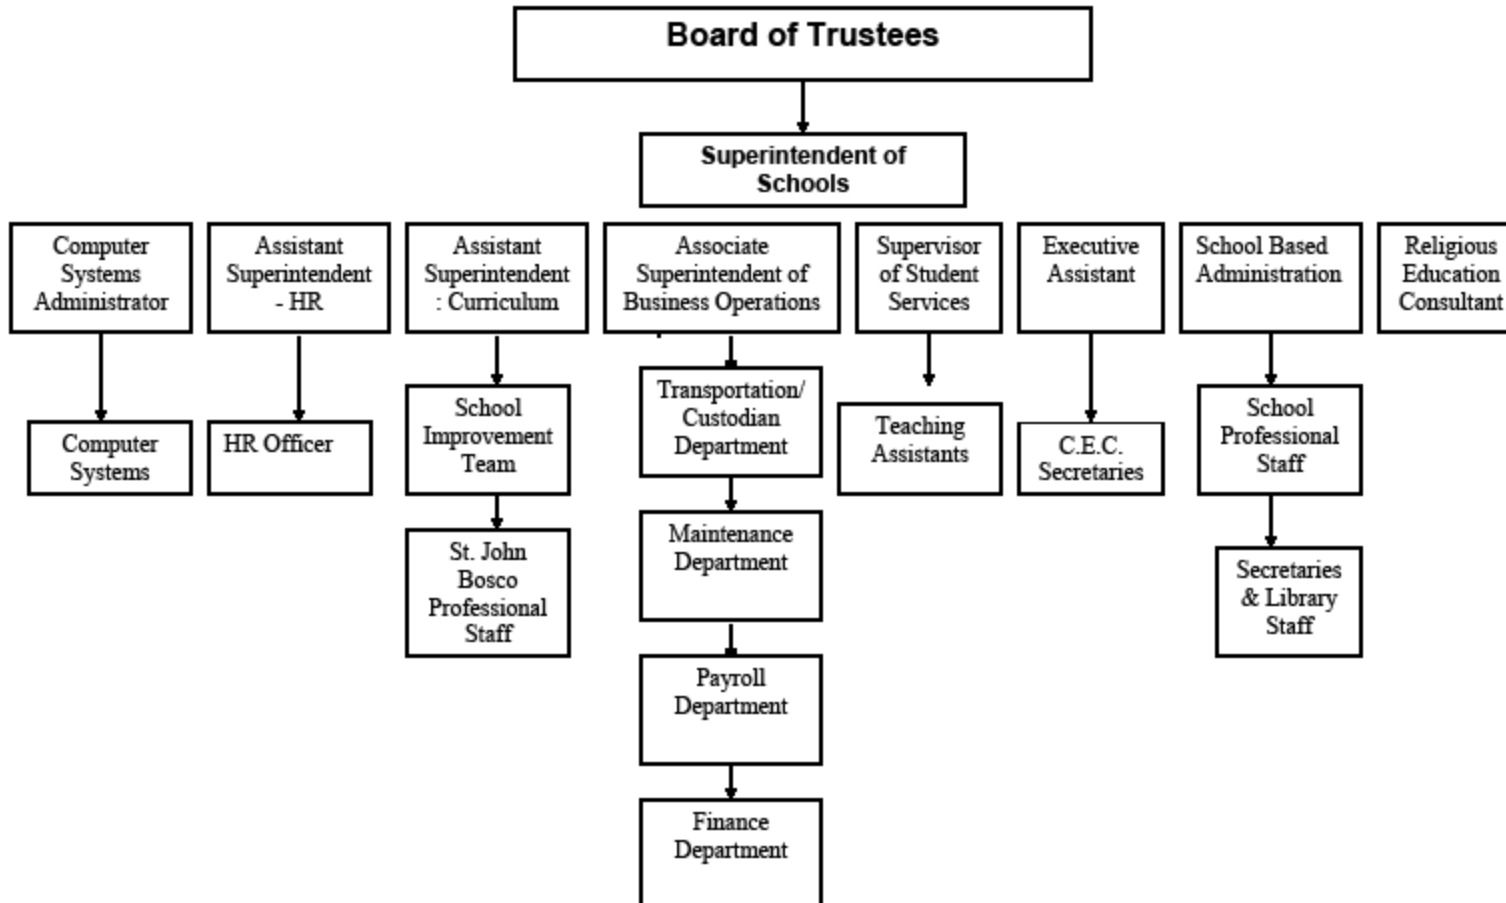 Board of Trustees
Superintendent of
Schools
Computer
Systems
Administrator
Assistant
Superintendent
- HR
Assistant
Superintendent
: Curriculum
Associate
Superintendent of
Business Operations
Supervisor
of Student
Services
Executive
Assistant
School Based
Administration
Religious
Education
Consultant
Computer
Systems
HR Officer
School
Improvement
Team
Transportation/
Custodian
Department
Teaching
Assistants
C.E.C.
Secretaries
School
Professional
Staff
St. John
Bosco
Professional
Staff
Maintenance
Department
Secretaries
& Library
Staff
Payroll
Department
Finance
Department